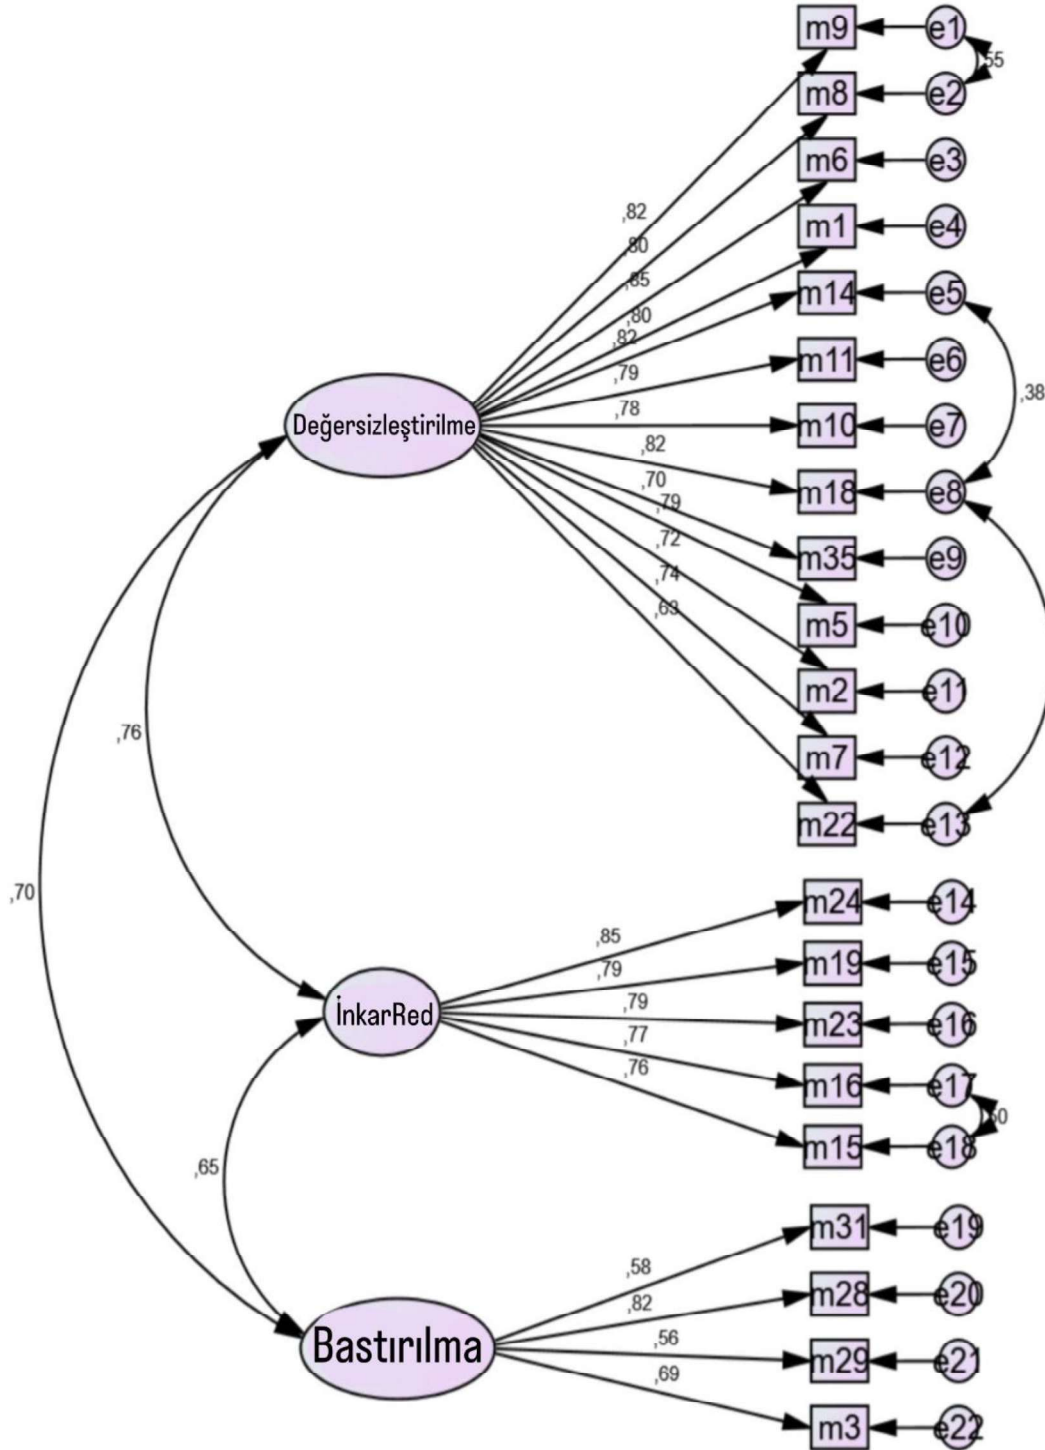 m9
e1
,55
m8
e2
m6
e3
,82
m1
e4
,80
,85
m14
e5
,80
,82
m11
e6
,79
,38
,78
Değersizleştirilme
m10
e7
,82
,70
m18
e8
,79
,72
m35
e9
,74
,63
m5
e10
m2
e11
,76
m7
e12
m22
e13
,70
m24
e14
,85
,79
m19
e15
,79
İnkarRed
m23
e16
,77
,76
m16
e17
m15
e18
,65
m31
e19
,58
,82
m28
e20
,56
Bastırılma
m29
e21
,69
m3
e22